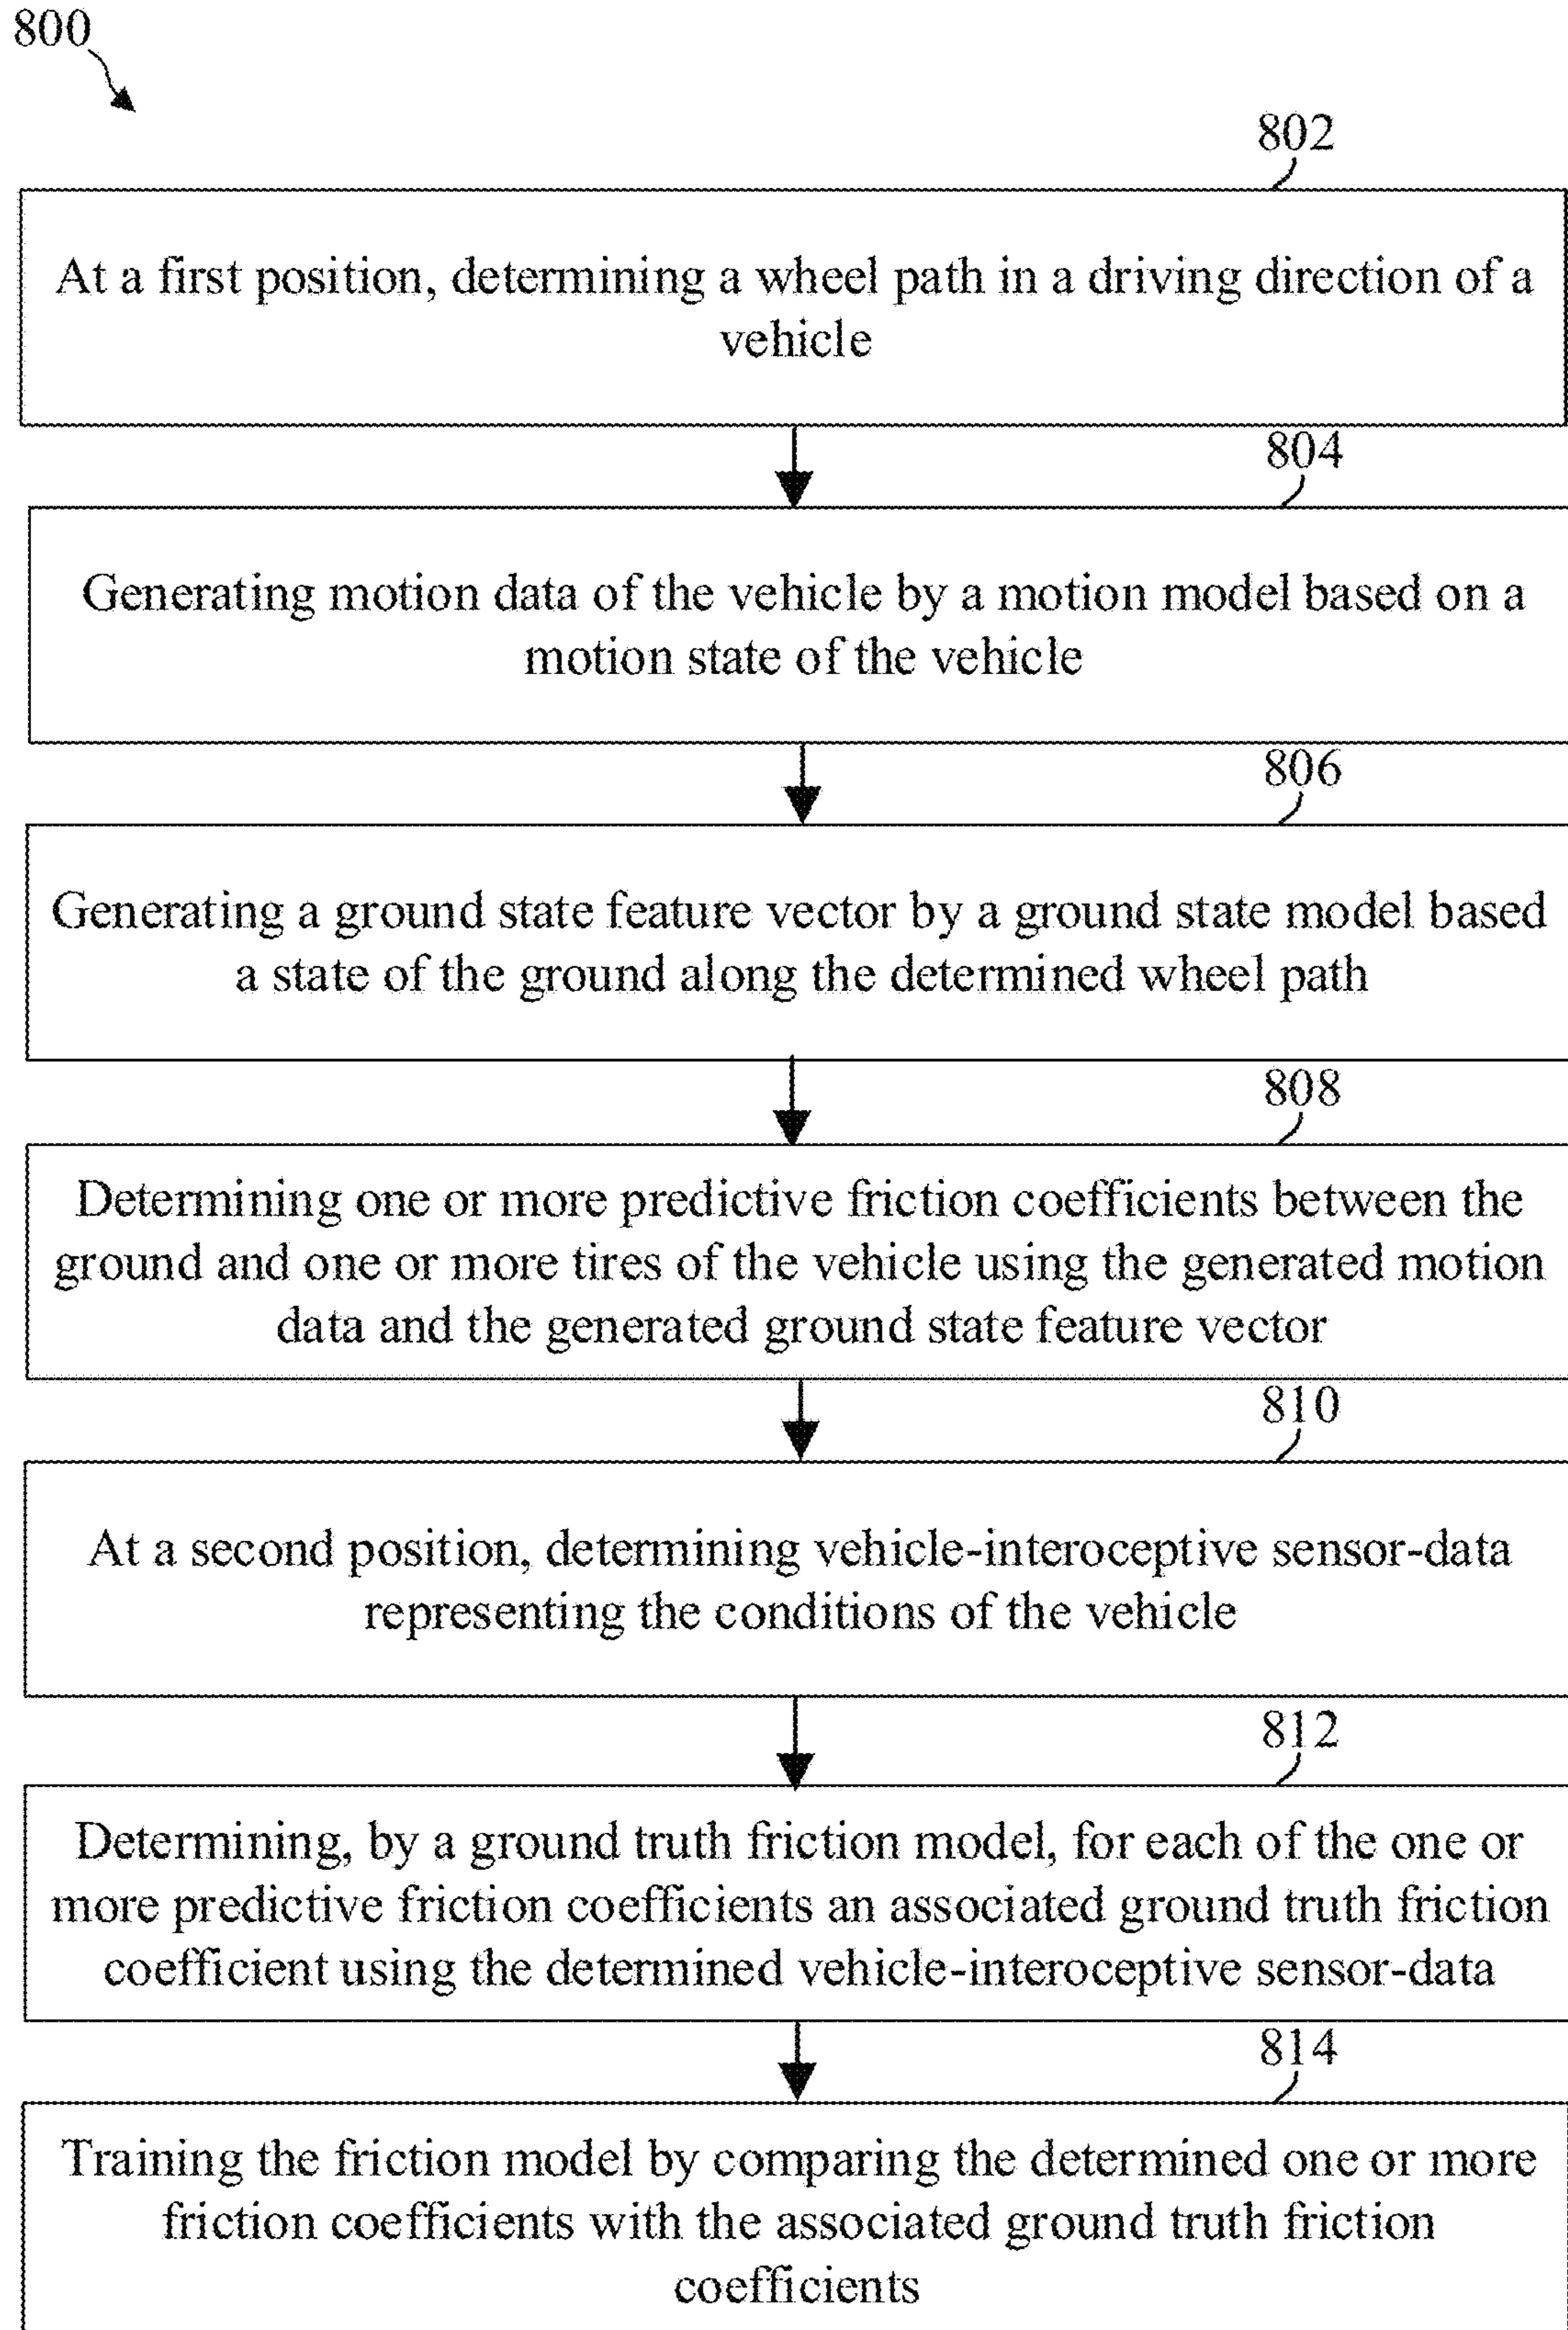 800
802
At a first position, determining a wheel path in a driving direction of a
vehicle
804
Generating motion data of the vehicle by a motion model based on a
motion state of the vehicle
806
Generating a ground state feature vector by a ground state model based
a state of the ground along the determined wheel path
808
Determining one or more predictive friction coefficients between the
ground and one or more tires of the vehicle using the generated motion
data and the generated ground state feature vector
810
At a second position, determining vehicle-interoceptive sensor-data
representing the conditions of the vehicle
812
Determining, by a ground truth friction model, for each of the one or
more predictive friction coefficients an associated ground truth friction
coefficient using the determined vehicle-interoceptive sensor-data
814
Training the friction model by comparing the determined one or more
friction coefficients with the associated ground truth friction
coefficients